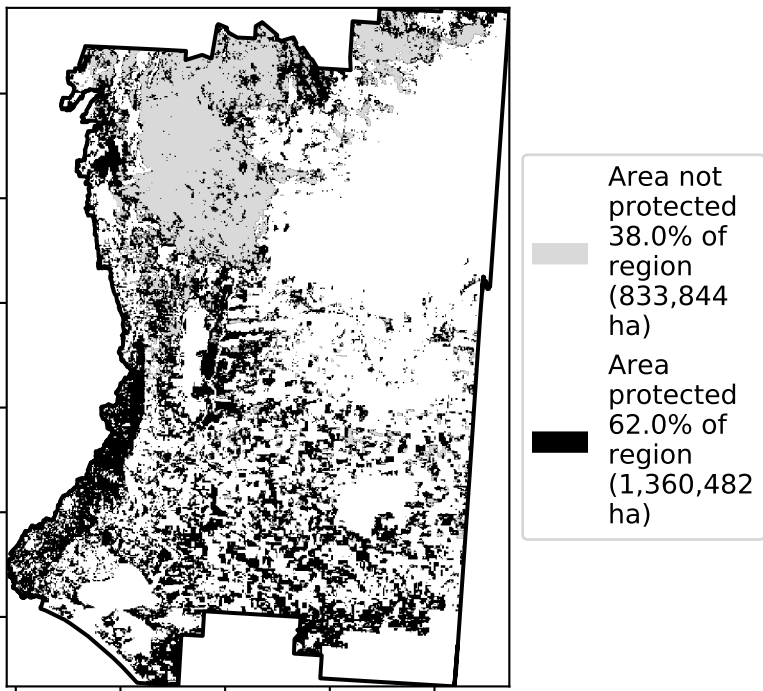 Area not
protected
38.0% of
region
(833,844
ha)
Area
protected
62.0% of
region
(1,360,482
ha)